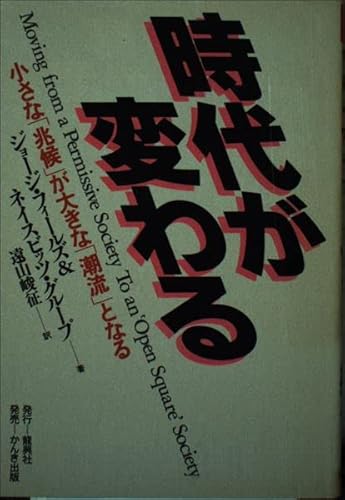 時代が
変わる
Moving from a Permissive Society To an 'Open Square' Society
小さな「兆候」が大きな「潮流」となる
ジョージ・フィールズ&
ネイスビッツ・グループ―著
遠山峻征―訳
発行―龍興社
発売―かんき出版